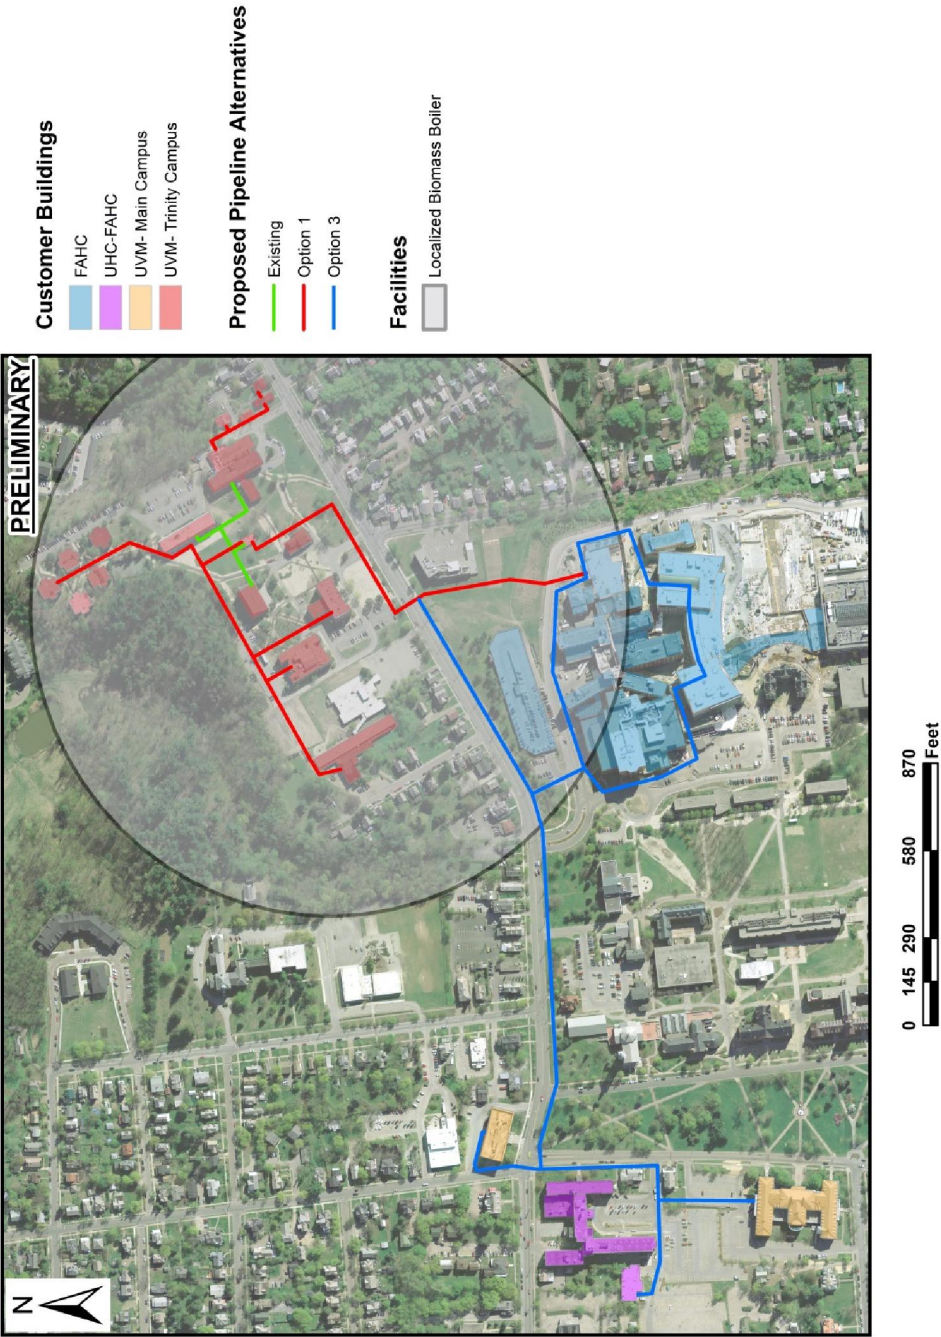 PRELIMINARY
Customer Buildings
FAHC
UHC-FAHC
UVM- Main Campus
UVM- Trinity Campus
Proposed Pipeline Alternatives
Existing
Option 1
Option 3
Facilities
Localized Biomass Boiler
N
0 145 290 580 870
Feet